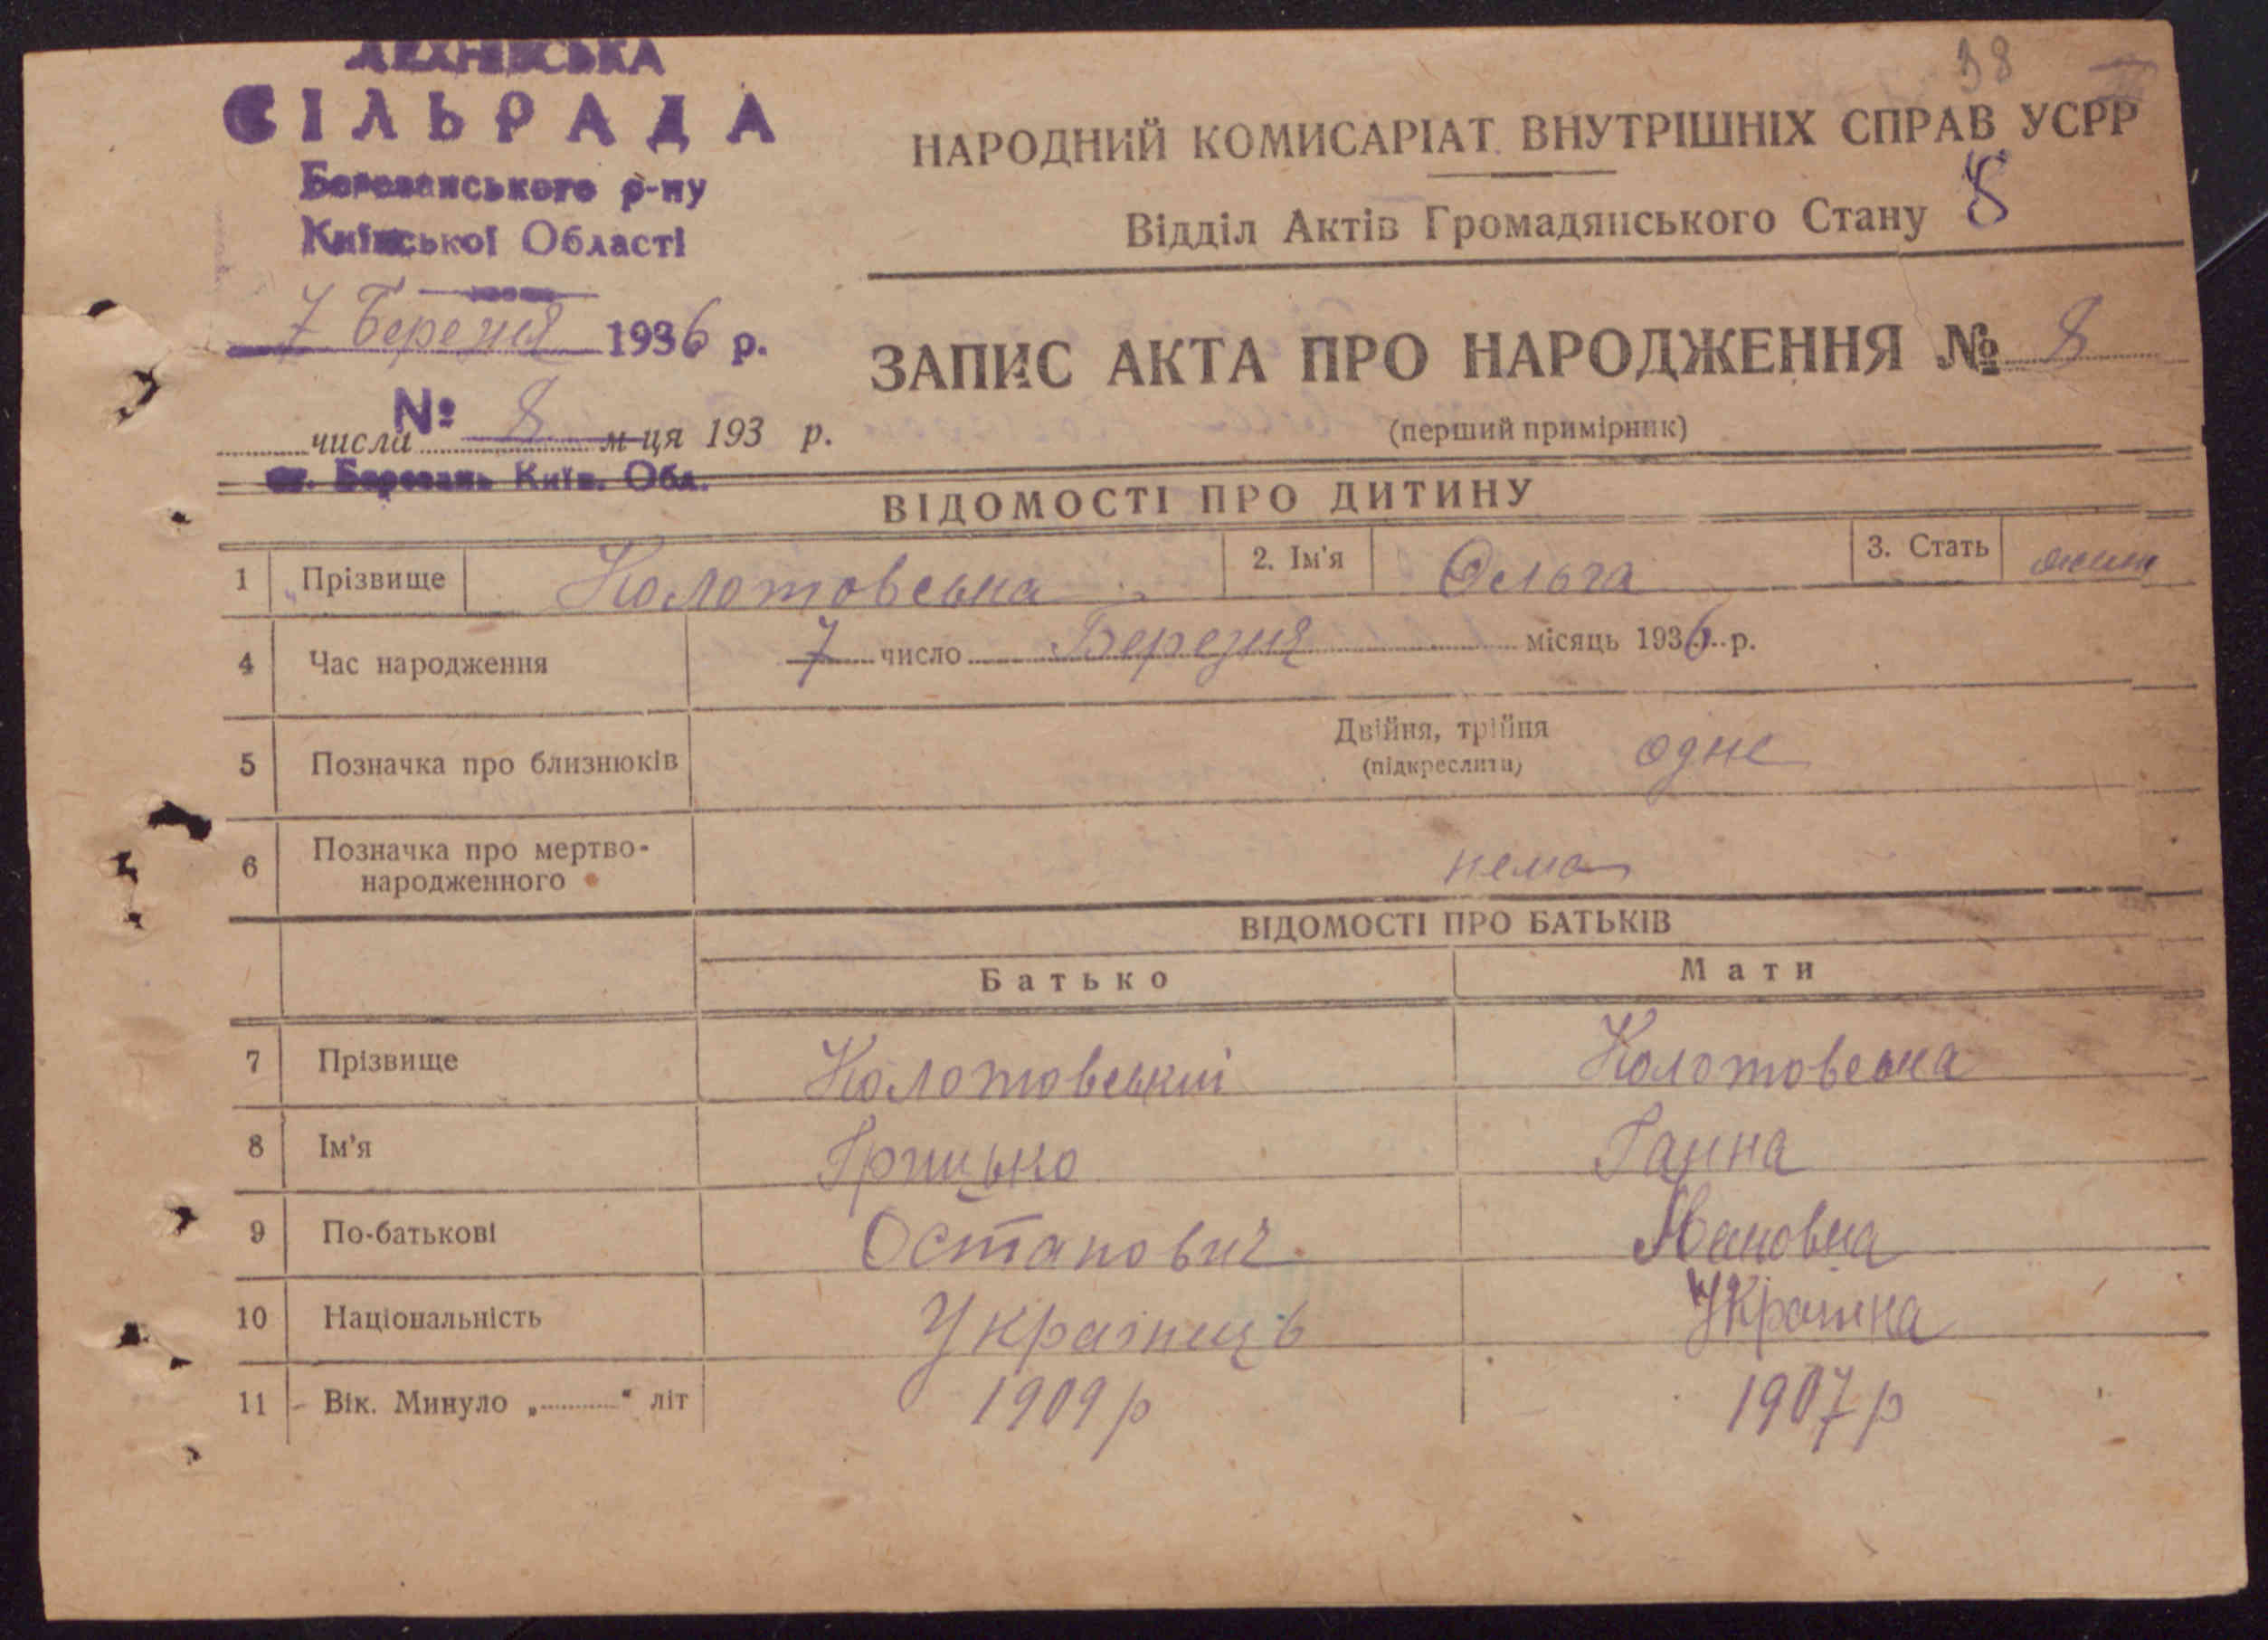 ЛЕХНІВСЬКА
СІЛЬРАДА
Березанського р-ну
Київської Області
7 Березня 1936 р.
№ 8
числа м-ця 193 р.
ст. Березань Київ. Обл.
38
НАРОДНИЙ КОМИСАРІАТ ВНУТРІШНІХ СПРАВ УСРР
Відділ Актів Громадянського Стану 8
ЗАПИС АКТА ПРО НАРОДЖЕННЯ № 8
(перший примірник)
ВІДОМОСТІ ПРО ДИТИНУ
1 Прізвище Колотовська 2. Ім'я Ольга 3. Стать жін
4 Час народження 7 число Березня місяць 1936 р.
5 Позначка про близнюків Двійня, трійня (підкреслити) одне
6 Позначка про мертво-
народженного нема
ВІДОМОСТІ ПРО БАТЬКІВ
Батько Мати
7 Прізвище Колотовський Колотовська
8 Ім'я Грицько Ганна
9 По-батькові Остапович Івановна
10 Національність Українець Українка
11 Вік. Минуло „ " літ 1909 р 1907 р